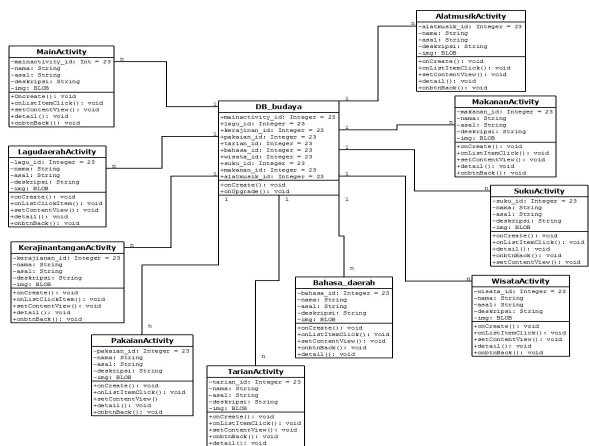 AlatmusikActivity
-alatmusik_id: Integer = 23
-nama: String
-asal: String
-deskripsi: String
-img: BLOB
+onCreate(): void
+onListItemClick(): void
+setContentView(): void
+detail(): void
+onbtnBack(): void
n
MainActivity
-mainactivity_id: Int = 23
-nama: String
-asal: String
-deskripsi: String
-img: BLOB
+Oncreate(): void
+onListItemClick(): void
+setContentView(): void
+detail(): void
+onbtnBack(): void
n
DB_budaya
+mainactivity_id: Integer = 23
+lagu_id: Integer = 23
+kerajinan_id: Integer = 23
+pakaian_id: Integer = 23
+tarian_id: Integer = 23
+bahasa_id: Integer = 23
+wisata_id: Integer = 23
+suku_id: Integer = 23
+makanan_id: Integer = 23
+alatmusik_id: Integer = 23
+onCreate(): void
+onUpgrade(): void
1
1
1
1
1
1
1
1
1
1
MakananActivity
-makanan_id: Integer = 23
-nama: String
-asal: String
-deskripsi: String
-img: BLOB
+onCreate(): void
+onListItemClick(): void
+setContentView(): void
+detail(): void
+onbtnBack(): void
n
LagudaerahActivity
-lagu_id: Integer = 23
-nama: String
-asal: String
-deskripsi: String
-img: BLOB
+onCreate(): void
+onListClickItem(): void
+setContentView(): void
+detail(): void
+onbtnBack(): void
n
SukuActivity
-suku_id: Integer = 23
-nama: String
-asal: String
-deskripsi: String
-img: BLOB
+onCreate(): void
+onListItemClick(): void
+detail(): void
+onbtnBack(): void
+setContentView(): void
n
KerajinantanganActivity
-kerajianan_id: Integer = 23
-nama: String
-asal: String
-deskripsi: String
-img: BLOB
+onCreate(): void
+onListClickItem(): void
+setContentView(): void
+detail(): void
+onbtnBack(): void
n
WisataActivity
-wisata_id: Integer = 23
-nama: String
-asal: String
-deskripsi: String
-img: BLOB
+onCreate(): void
+onListItemClick(): void
+setContentView(): void
+detail(): void
+onbtnBack(): void
n
Bahasa_daerah
-bahasa_id: Integer = 23
-nama: String
-asal: String
-deskripsi: String
-img: BLOB
+onCreate(): void
+onListItemClick(): void
+setContentView(): void
+onbtnBack(): void
+detail(): void
n
PakaianActivity
-pakaian_id: Integer = 23
-nama: String
-asal: String
-deskripsi: String
-img: BLOB
+onCreate(): void
+onListItemClick(): void
+setContentView()
+detail(): void
+onbtnBack(): void
n
TarianActivity
-tarian_id: Integer = 23
-nama: String
-asal: String
-deskripsi: String
-img: BLOB
+onCreate(): void
+onListItemClick(): void
+setContentView(): void
+onbtnBack(): void
+detail(): void
n